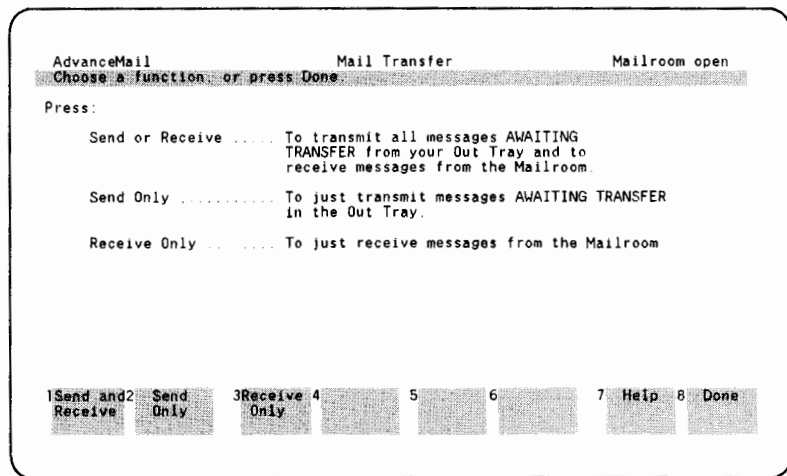 AdvanceMail Mail Transfer Mailroom open
Choose a function, or press Done.
Press:
Send or Receive ..... To transmit all messages AWAITING
TRANSFER from your Out Tray and to
receive messages from the Mailroom.
Send Only ........... To just transmit messages AWAITING TRANSFER
in the Out Tray.
Receive Only .. .... To just receive messages from the Mailroom
1 Send and 2 Send 3 Receive 4 5 6 7 Help 8 Done
Receive Only Only